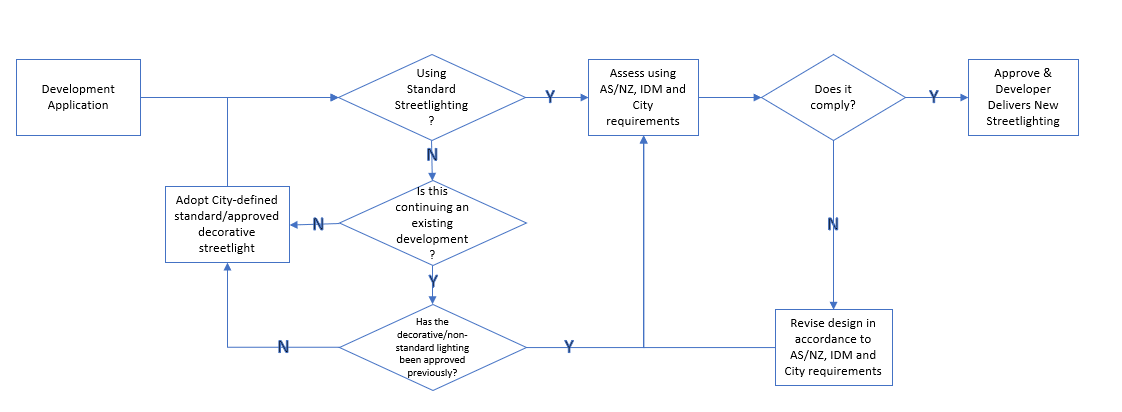 Development
Application
Using
Standard
Streetlighting
?
Y
Assess using
AS/NZ, IDM and
City
requirements
Does it
comply?
Y
Approve &
Developer
Delivers New
Streetlighting
N
Adopt City-defined
standard/approved
decorative
streetlight
N
Is this
continuing an
existing
development
?
N
Y
Has the
decorative/non-
standard lighting
been approved
previously?
N
Y
Revise design in
accordance to
AS/NZ, IDM and
City requirements